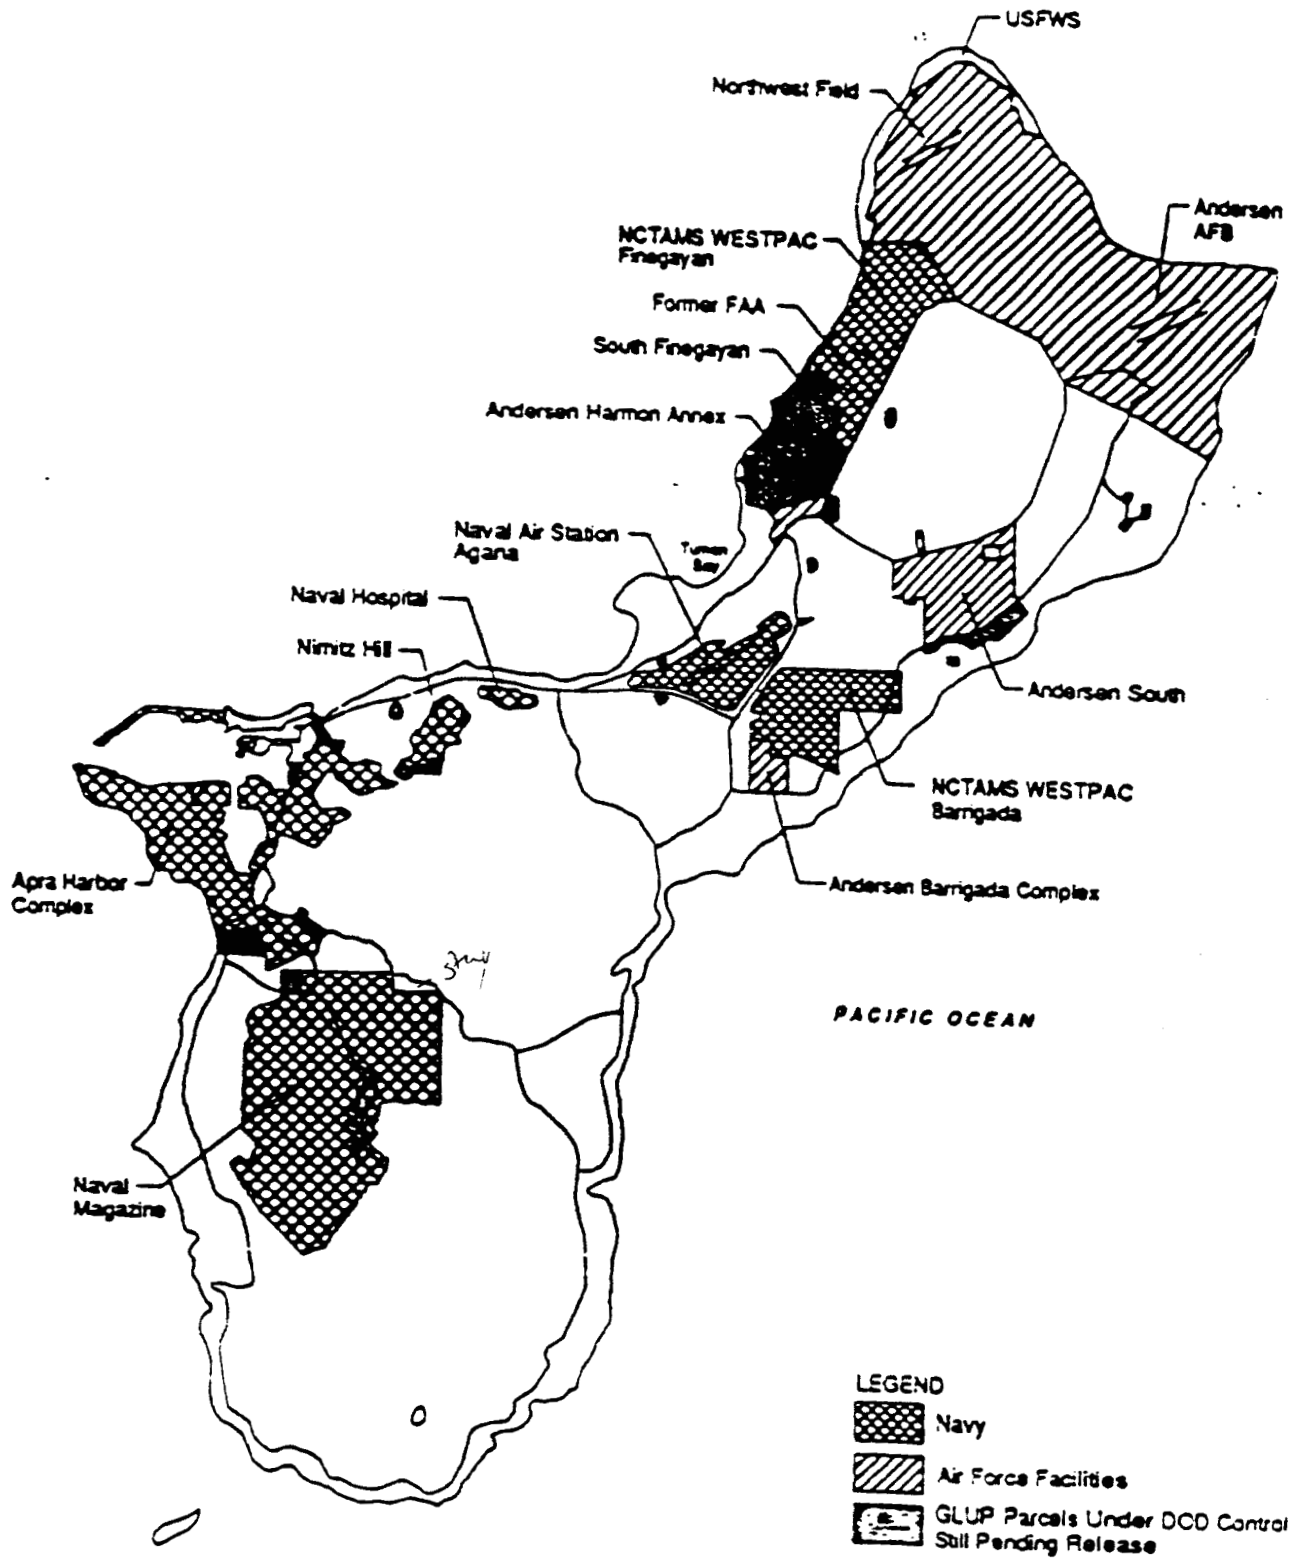 USFWS
Northwest Field
Andersen
AFB
NCTAMS WESTPAC
Finegayan
Former FAA
South Finegayan
Andersen Harmon Annex
Naval Air Station
Agana
Tumon
Bay
Naval Hospital
Nimitz Hill
Andersen South
NCTAMS WESTPAC
Barrigada
Apra Harbor
Complex
Andersen Barrigada Complex
PACIFIC OCEAN
Naval
Magazine
LEGEND
Navy
Air Force Facilities
GLUP Parcels Under DCD Control
Still Pending Release